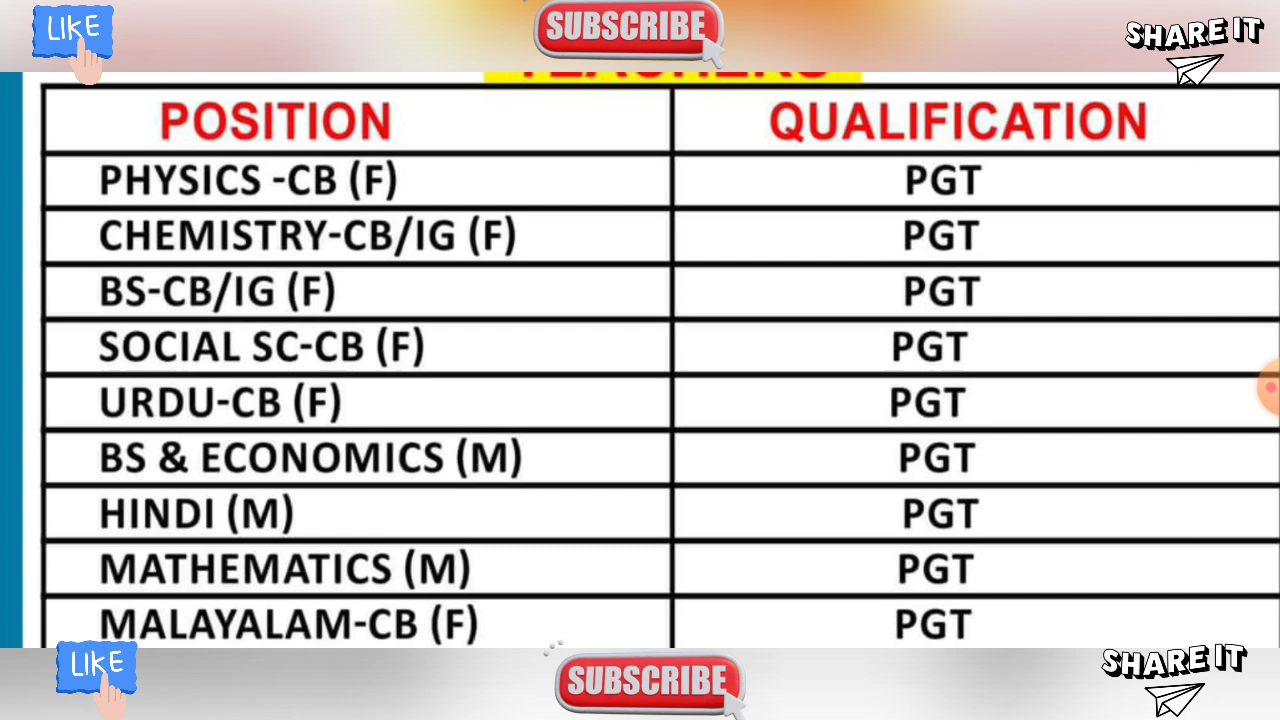 LIKE SUBSCRIBE SHARE IT
TEACHERS
POSITION QUALIFICATION
PHYSICS -CB (F) PGT
CHEMISTRY-CB/IG (F) PGT
BS-CB/IG (F) PGT
SOCIAL SC-CB (F) PGT
URDU-CB (F) PGT
BS & ECONOMICS (M) PGT
HINDI (M) PGT
MATHEMATICS (M) PGT
MALAYALAM-CB (F) PGT
LIKE SUBSCRIBE SHARE IT